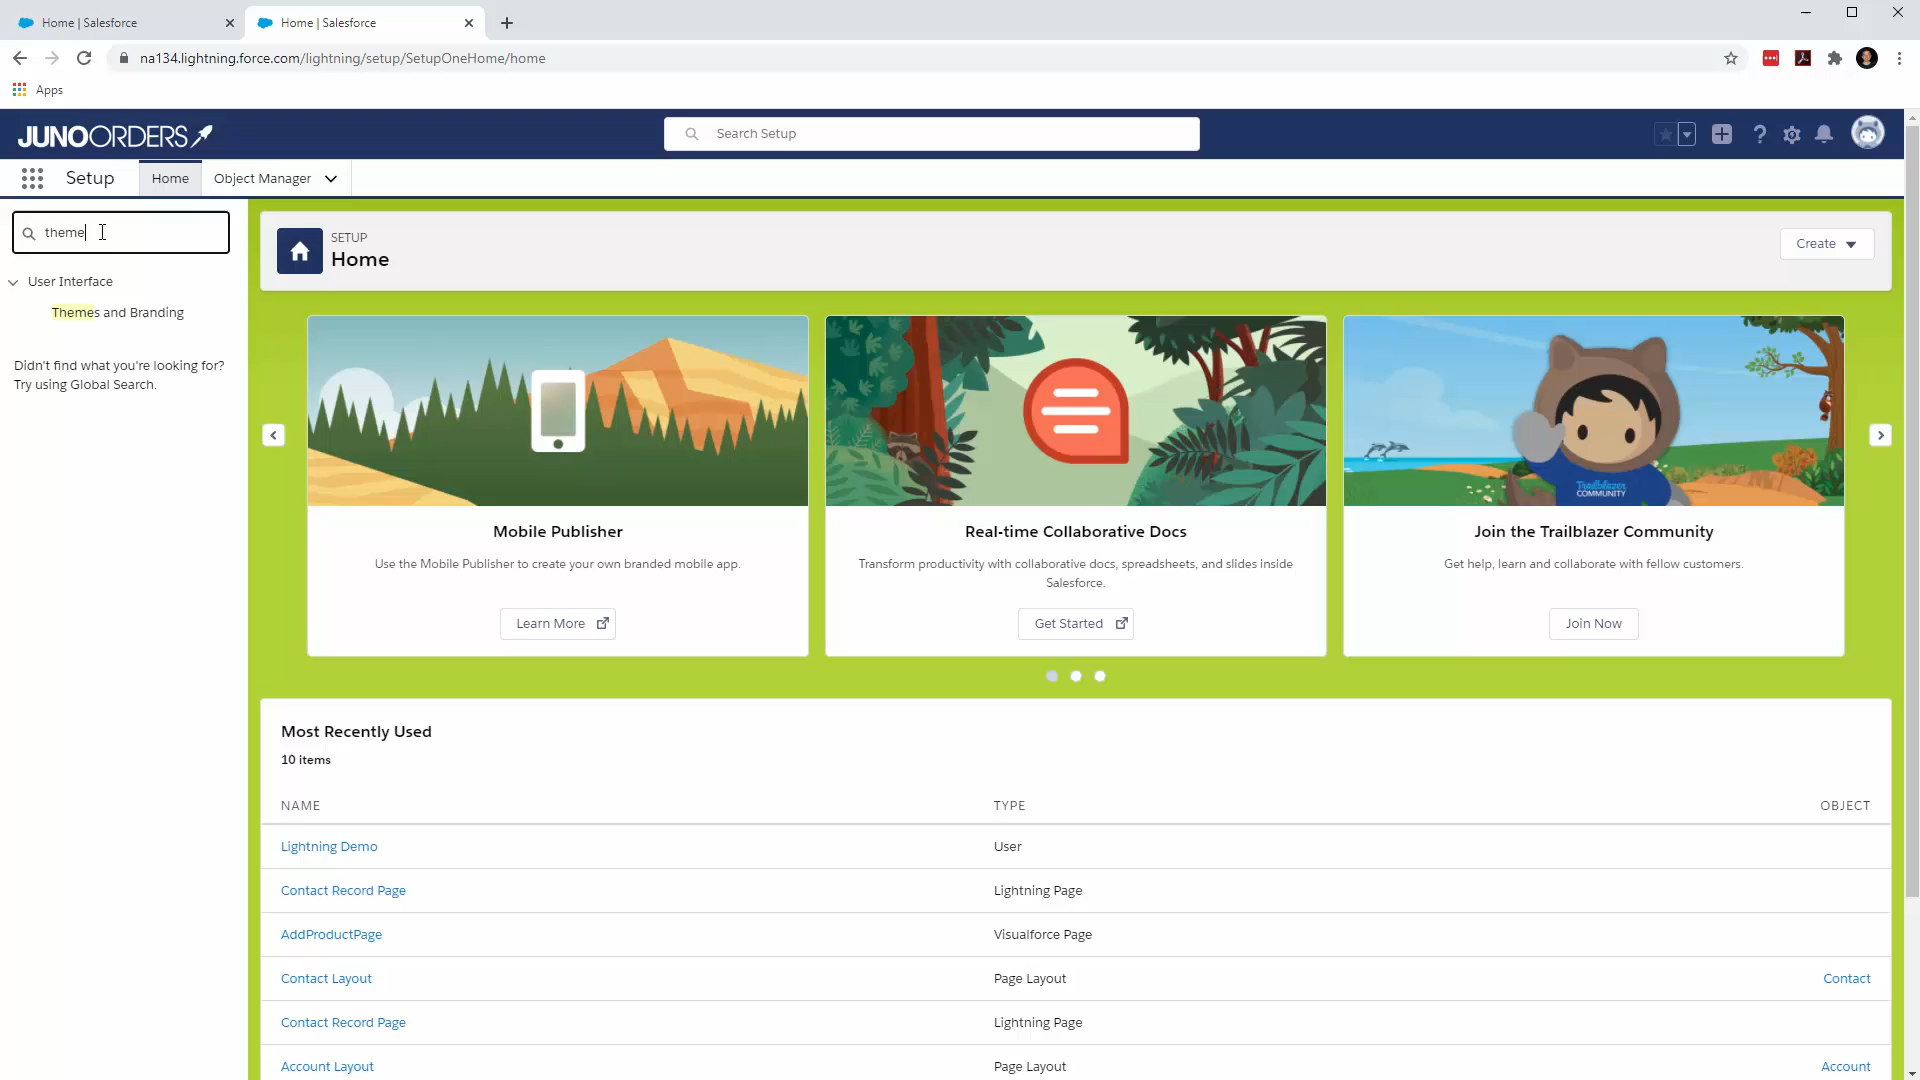 Home | Salesforce
Home | Salesforce
na134.lightning.force.com/lightning/setup/SetupOneHome/home
Apps
JUNOORDERS
Search Setup
Setup
Home
Object Manager
theme
User Interface
Themes and Branding
Didn't find what you're looking for?
Try using Global Search.
SETUP
Home
Create
Trailblazer
COMMUNITY
Mobile Publisher
Use the Mobile Publisher to create your own branded mobile app.
Learn More
Real-time Collaborative Docs
Transform productivity with collaborative docs, spreadsheets, and slides inside
Salesforce.
Get Started
Join the Trailblazer Community
Get help, learn and collaborate with fellow customers.
Join Now
Most Recently Used
10 items
NAME TYPE OBJECT
Lightning Demo User
Contact Record Page Lightning Page
AddProductPage Visualforce Page
Contact Layout Page Layout Contact
Contact Record Page Lightning Page
Account Layout Page Layout Account